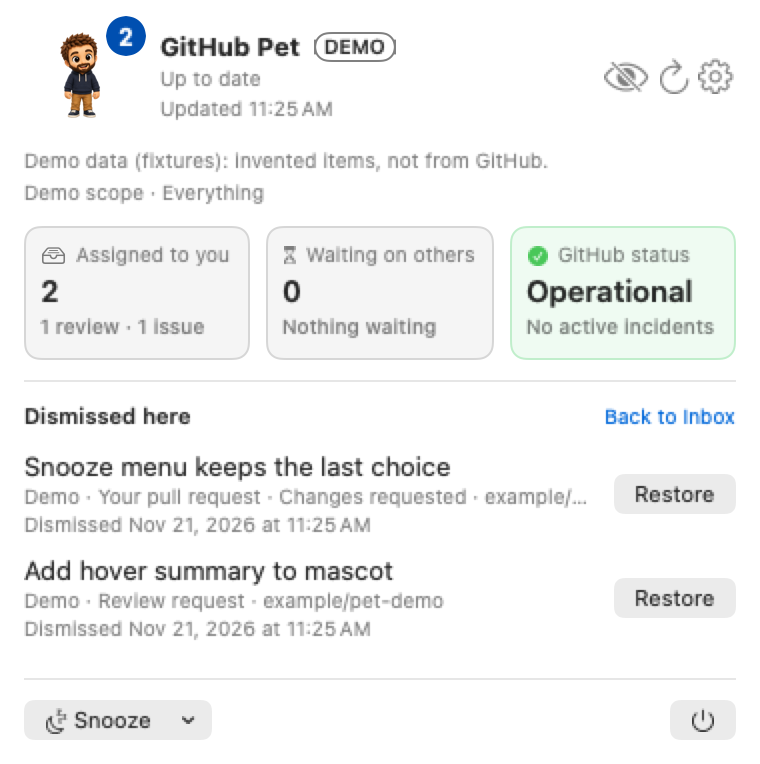 2
GitHub Pet DEMO
Up to date
Updated 11:25 AM
Demo data (fixtures): invented items, not from GitHub.
Demo scope · Everything
Assigned to you
2
1 review · 1 issue
Waiting on others
0
Nothing waiting
GitHub status
Operational
No active incidents
Dismissed here
Back to Inbox
Snooze menu keeps the last choice
Demo · Your pull request · Changes requested · example/...
Dismissed Nov 21, 2026 at 11:25 AM
Restore
Add hover summary to mascot
Demo · Review request · example/pet-demo
Dismissed Nov 21, 2026 at 11:25 AM
Restore
Snooze